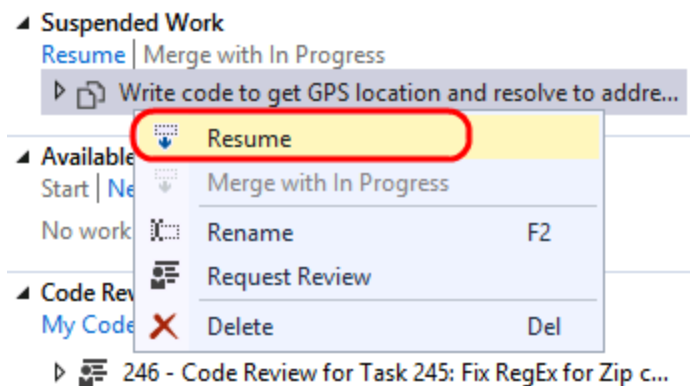 Suspended Work
Resume | Merge with In Progress
Write code to get GPS location and resolve to addre...
Resume
Available
Start | Ne
Merge with In Progress
No work
Rename F2
Request Review
Code Rev
My Code
Delete Del
246 - Code Review for Task 245: Fix RegEx for Zip c...